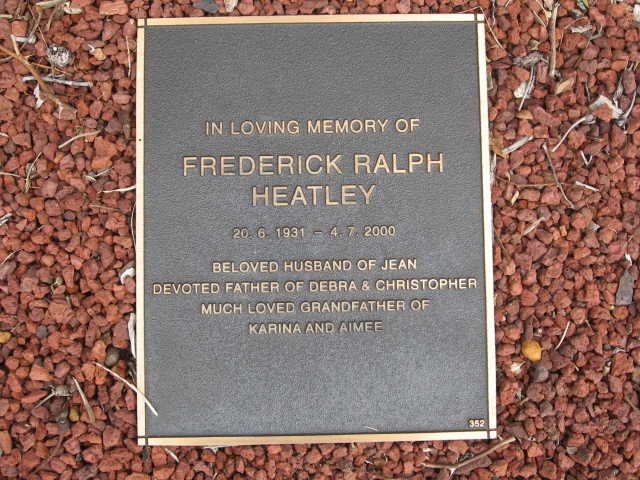 IN LOVING MEMORY OF
FREDERICK RALPH
HEATLEY
20. 6. 1931 – 4. 7. 2000
BELOVED HUSBAND OF JEAN
DEVOTED FATHER OF DEBRA & CHRISTOPHER
MUCH LOVED GRANDFATHER OF
KARINA AND AIMEE
352